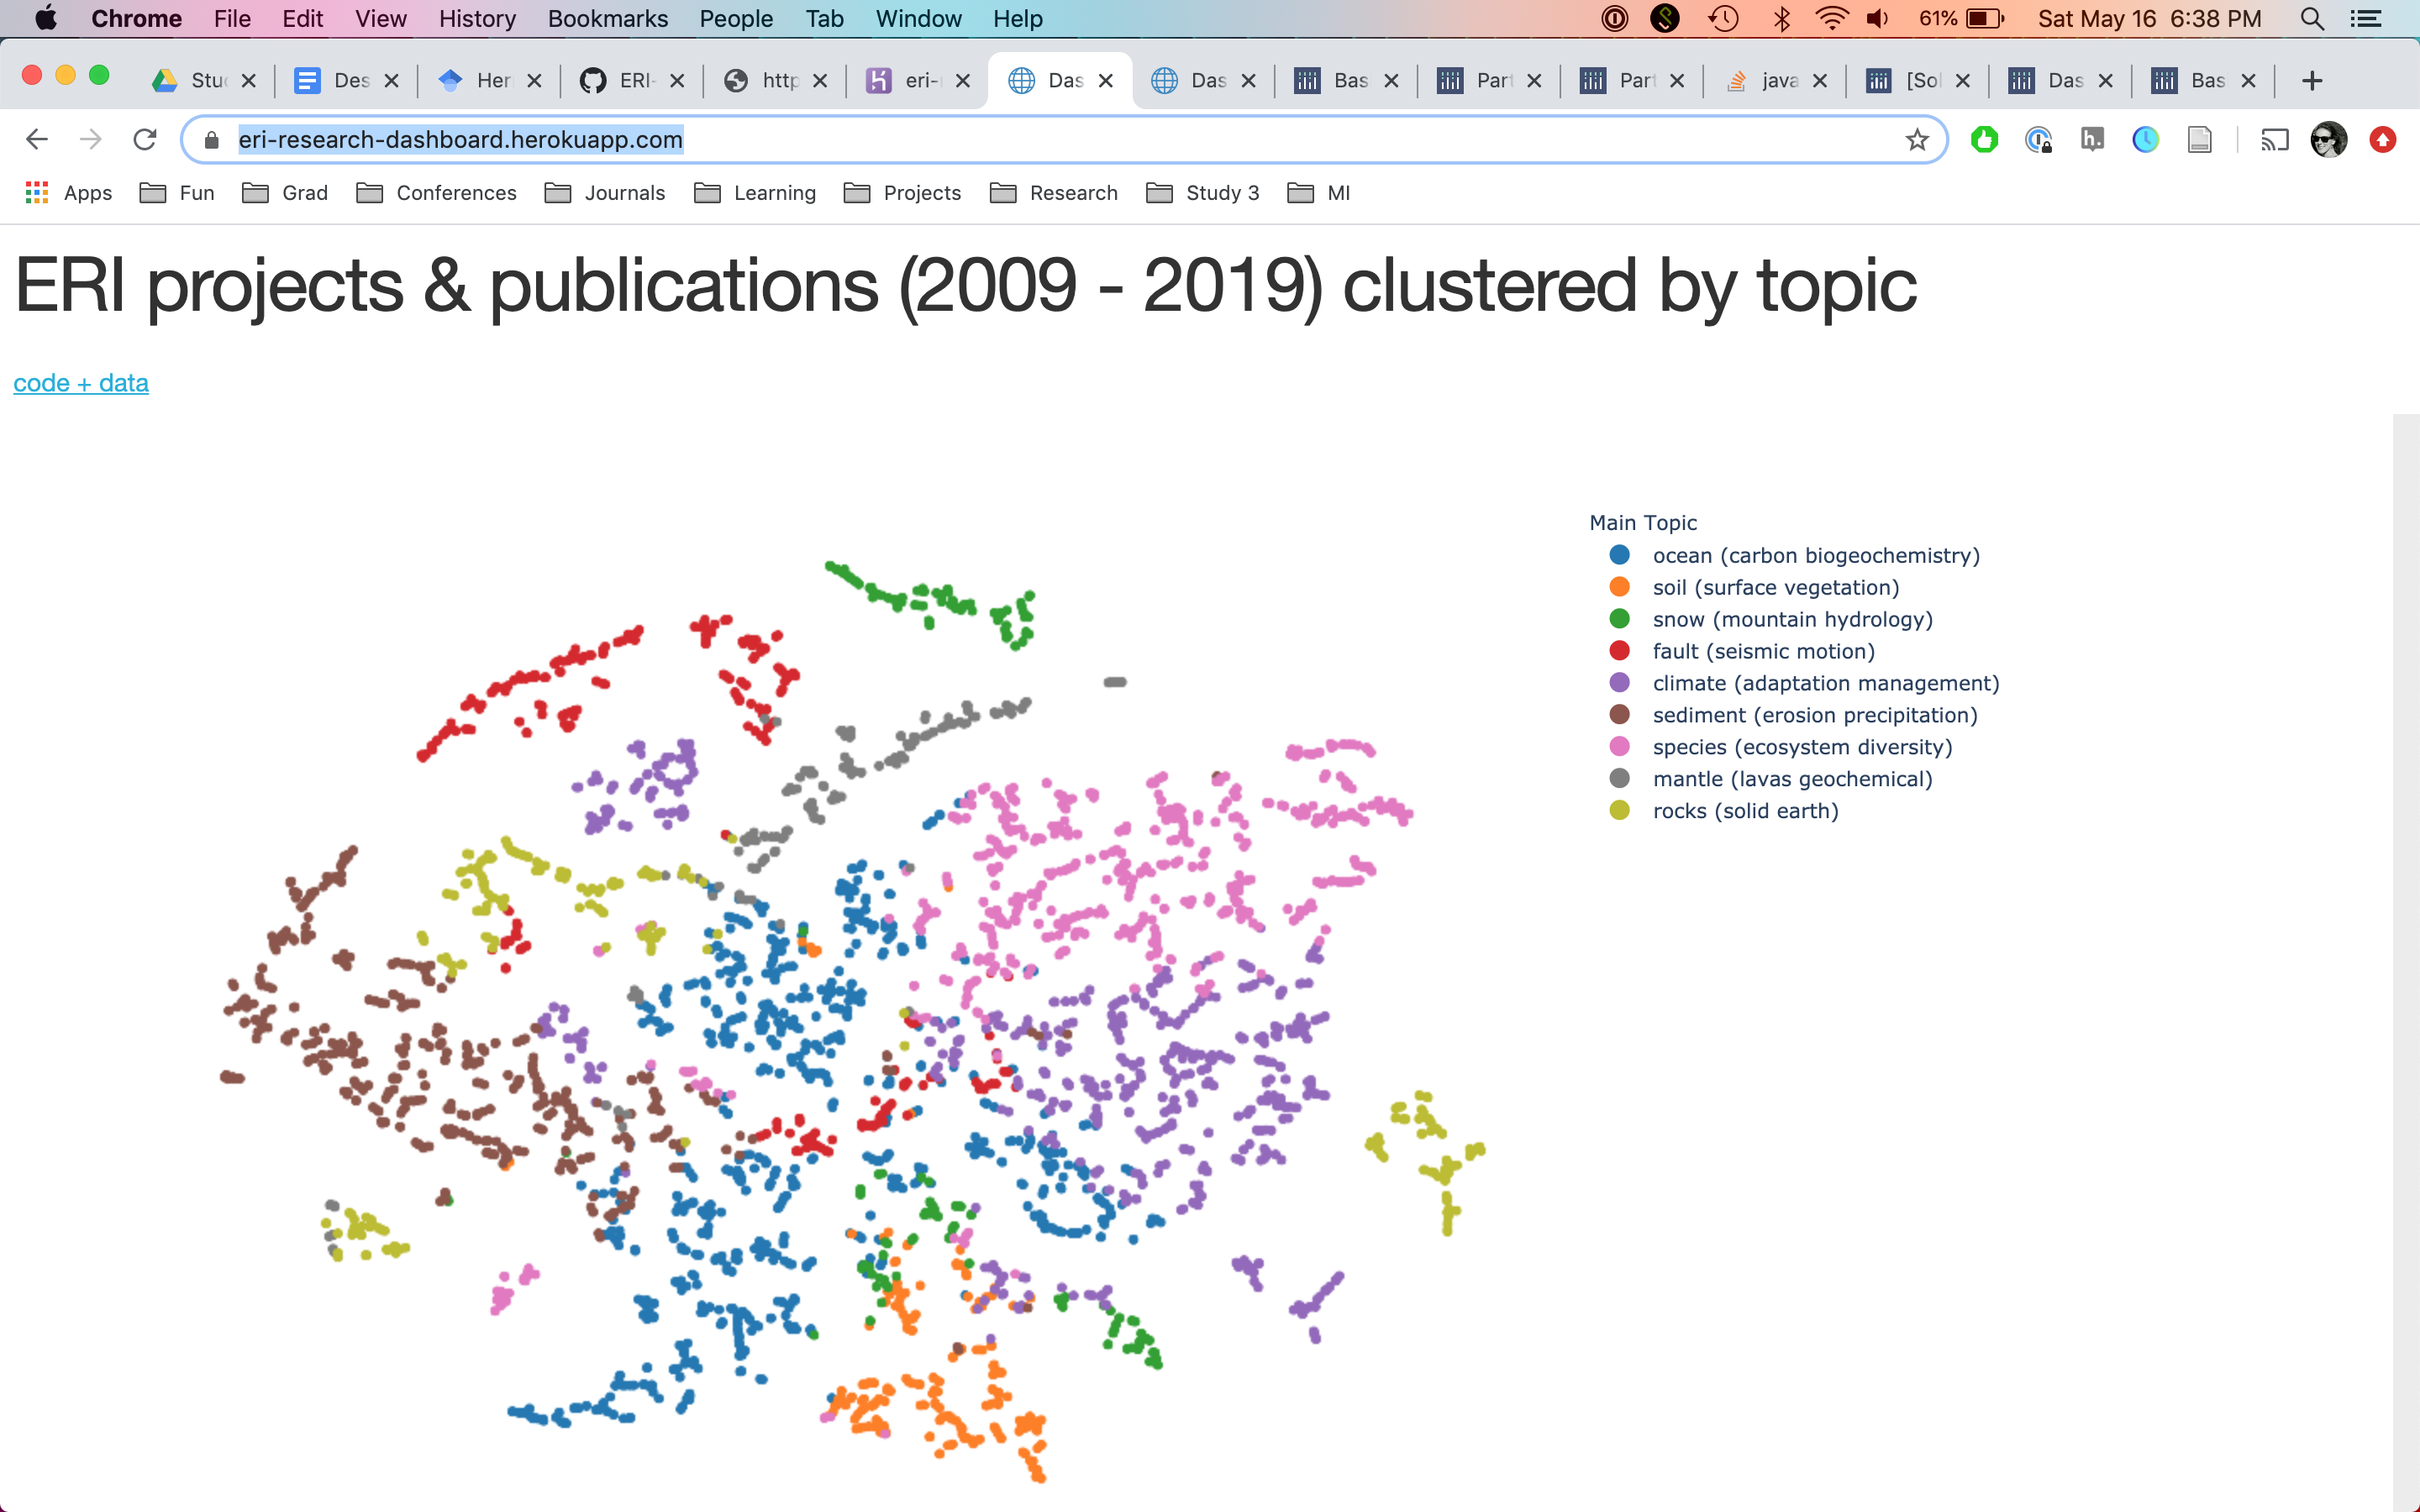 Chrome File Edit View History Bookmarks People Tab Window Help 61% Sat May 16 6:38 PM
Stu Des Her ERI- http eri- Das Das Bas Part Part java [Sol Das Bas
eri-research-dashboard.herokuapp.com
Apps Fun Grad Conferences Journals Learning Projects Research Study 3 MI
ERI projects & publications (2009 - 2019) clustered by topic
code + data
Main Topic
ocean (carbon biogeochemistry)
soil (surface vegetation)
snow (mountain hydrology)
fault (seismic motion)
climate (adaptation management)
sediment (erosion precipitation)
species (ecosystem diversity)
mantle (lavas geochemical)
rocks (solid earth)